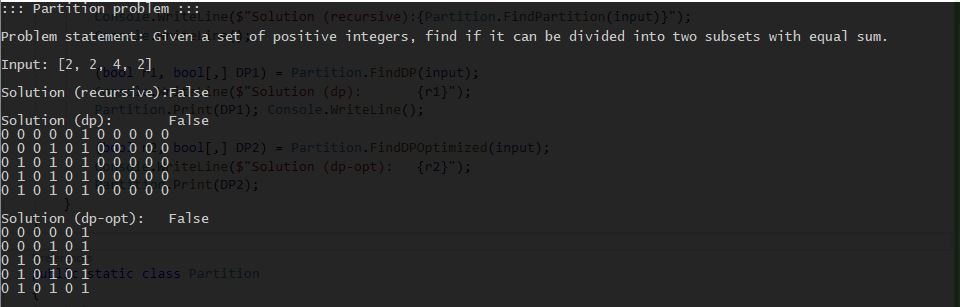 ::: Partition problem :::
Console.WriteLine($"Solution (recursive):{Partition.FindPartition(input)}");
Problem statement: Given a set of positive integers, find if it can be divided into two subsets with equal sum.
Input: [2, 2, 4, 2]
bool[,] DP1) = Partition.FindDP(input);
Solution (recursive):False
{r1}");
Partition.Print(DP1); Console.WriteLine();
Solution (dp): False
0 0 0 0 0 1 0 0 0 0 0
0 0 0 1 0 1 0 0 0 0 0
bool[,] DP2) = Partition.FindDPOptimized(input);
0 1 0 1 0 1 0 0 0 0 0
WriteLine($"Solution (dp-opt): {r2}");
0 1 0 1 0 1 0 0 0 0 0
Print(DP2);
0 1 0 1 0 1 0 0 0 0 0
}
Solution (dp-opt): False
0 0 0 0 0 1
0 0 0 1 0 1
0 1 0 1 0 1
static class Partition
0 1 0 1 0 1
0 1 0 1 0 1
{